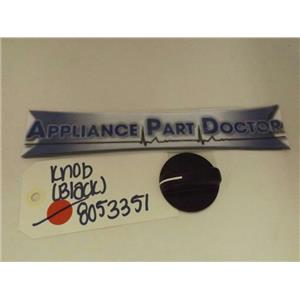 APPLIANCE PART DOCTOR
Knob
(Black)
8053351